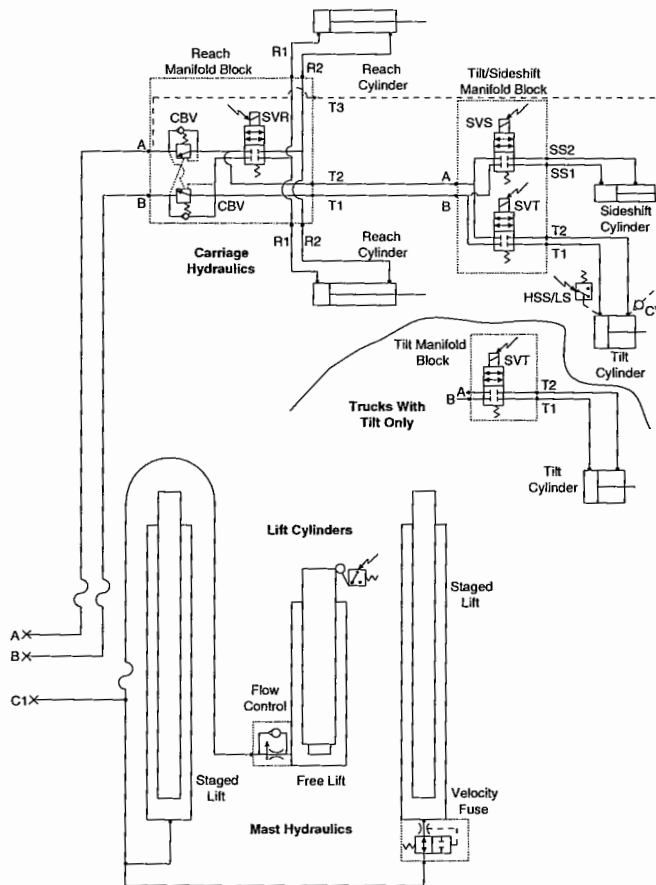 R1
R2
Reach
Cylinder
Reach
Manifold Block
Tilt/Sideshift
Manifold Block
T3
CBV
SVR
SVS
A
SS2
SS1
T2
A
B
CBV
T1
B
Sideshift
Cylinder
SVT
T2
T1
R1
R2
Carriage
Hydraulics
Reach
Cylinder
HSS/LS
Tilt
Cylinder
Tilt Manifold
Block
SVT
A
B
T2
T1
Trucks With
Tilt Only
Tilt
Cylinder
Lift Cylinders
Staged
Lift
A
B
C1
Flow
Control
Staged
Lift
Free Lift
Velocity
Fuse
Mast Hydraulics